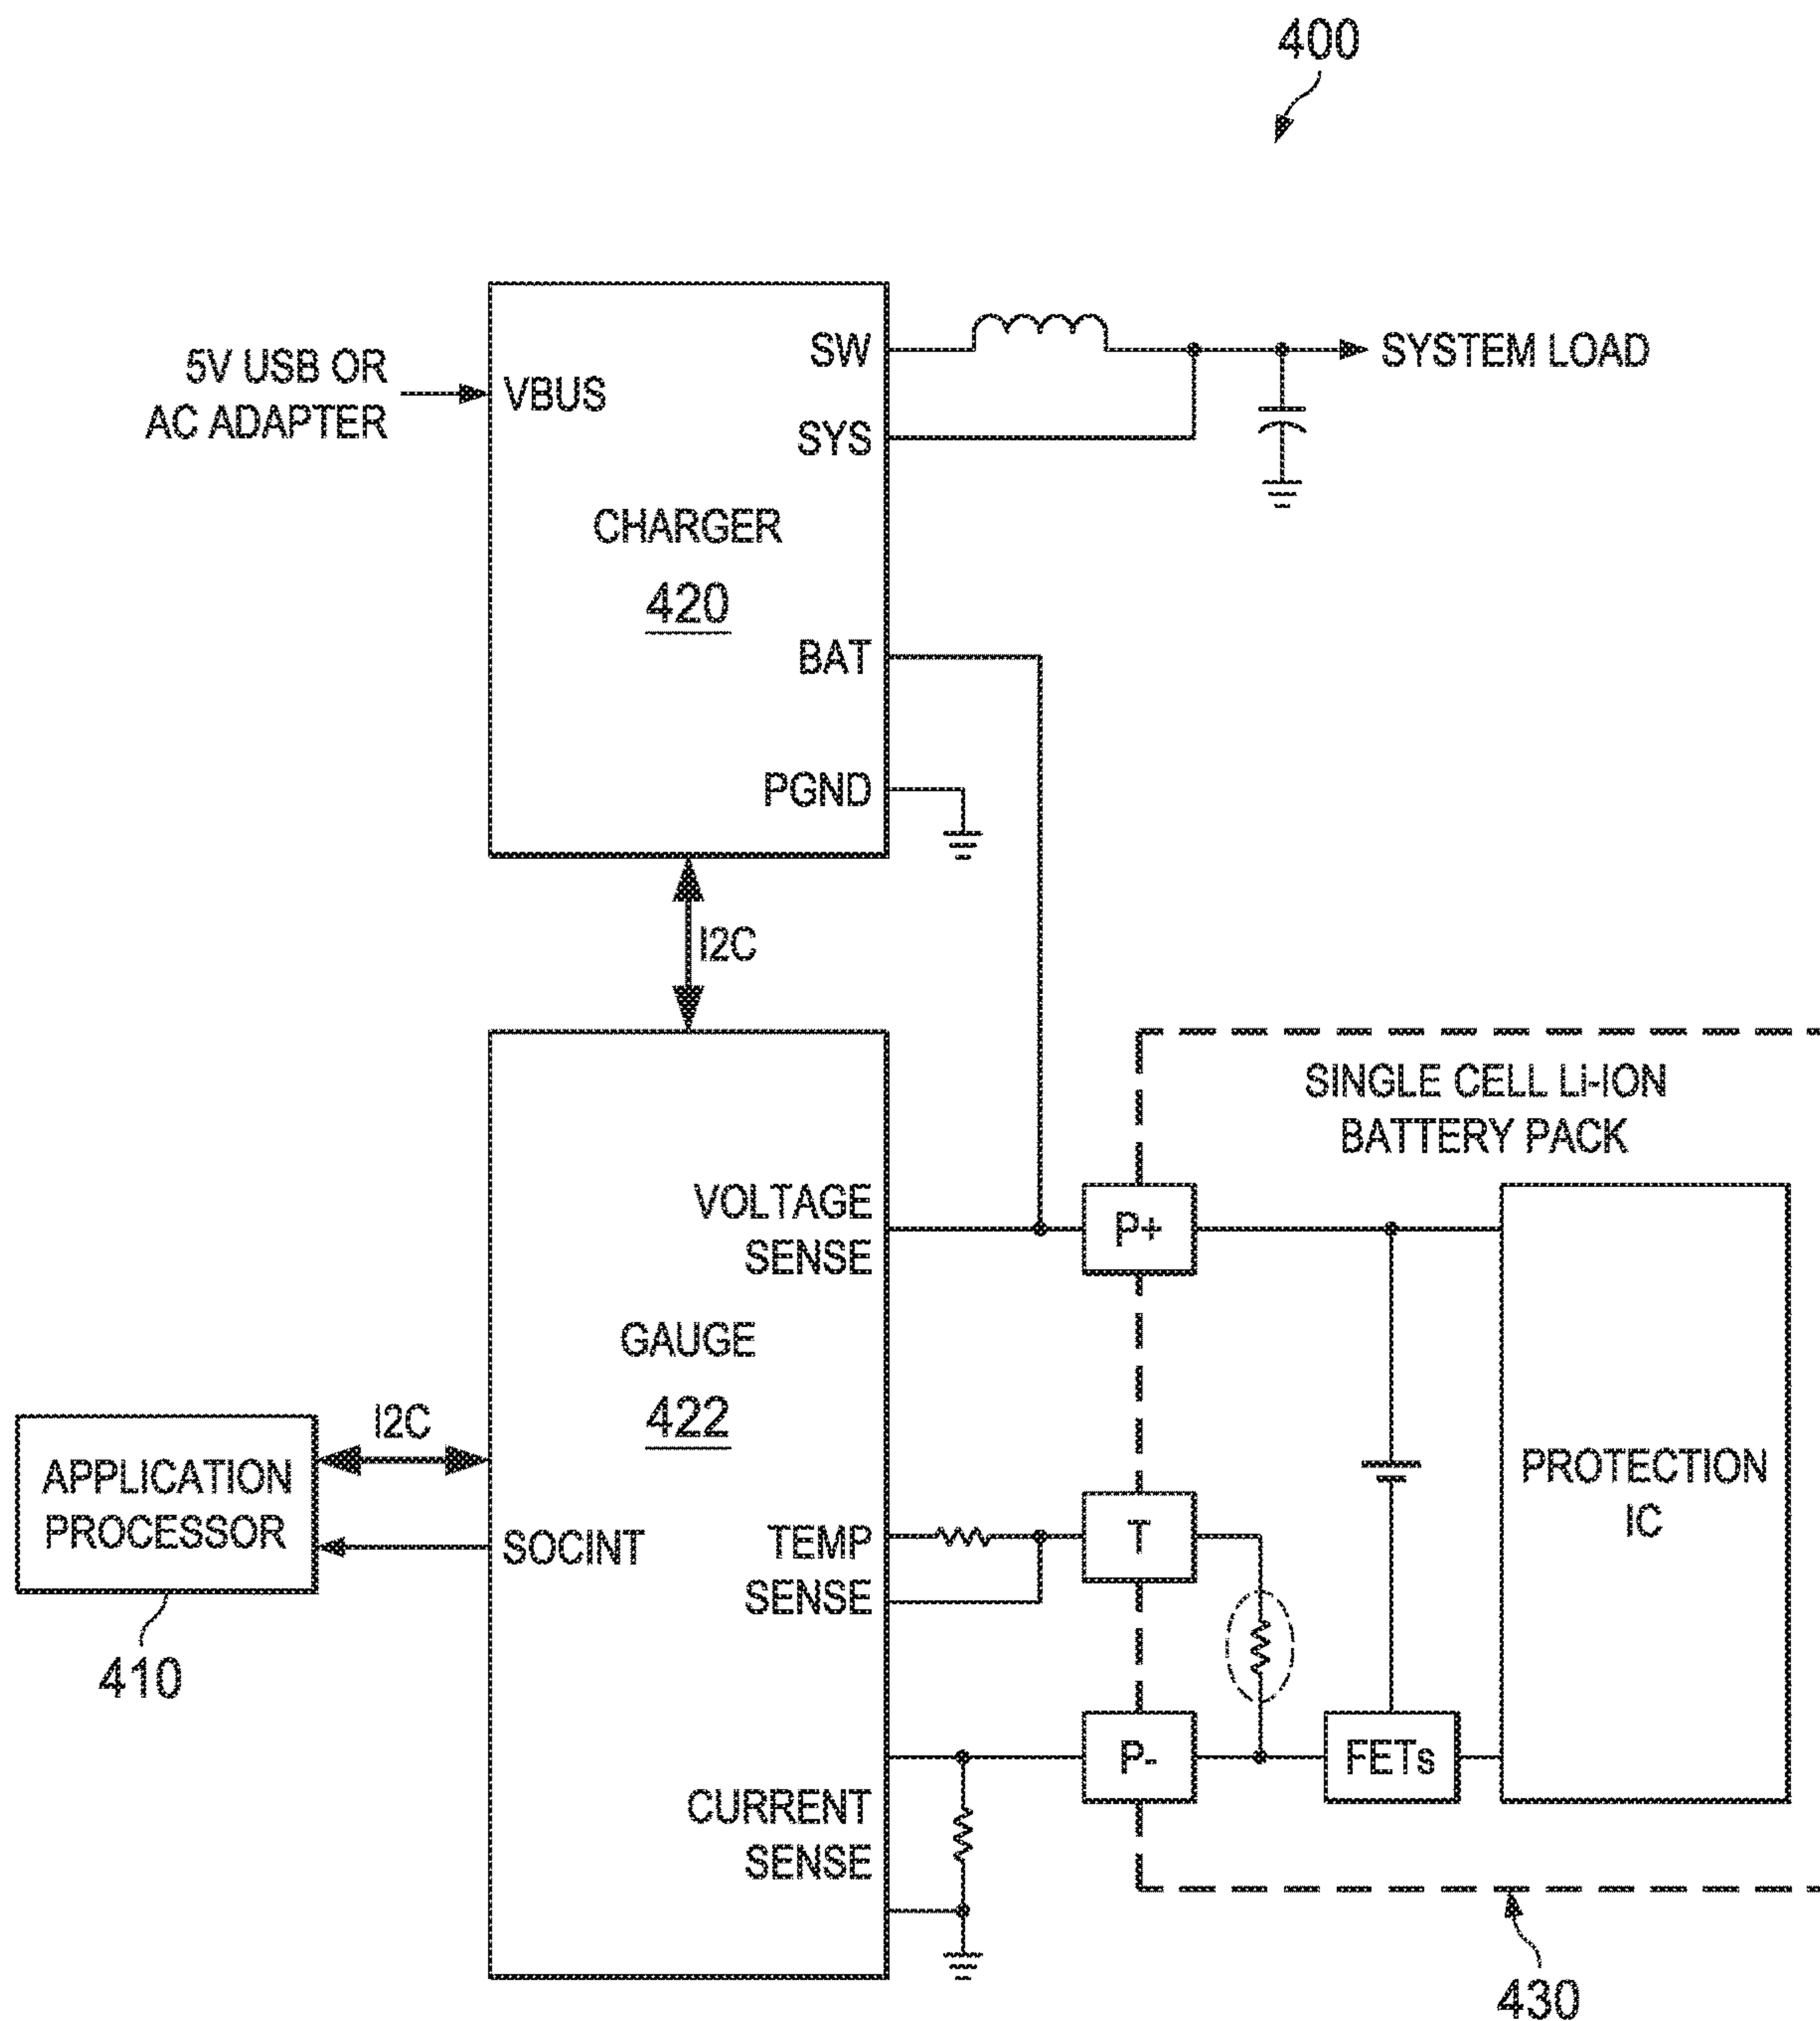 400
5V USB OR
AC ADAPTER
VBUS
SW
SYSTEM LOAD
SYS
CHARGER
420
BAT
PGND
I2C
SINGLE CELL Li-ION
BATTERY PACK
VOLTAGE
SENSE
P+
GAUGE
422
I2C
APPLICATION
PROCESSOR
SOCINT
TEMP
SENSE
T
PROTECTION
IC
410
P-
FETs
CURRENT
SENSE
430